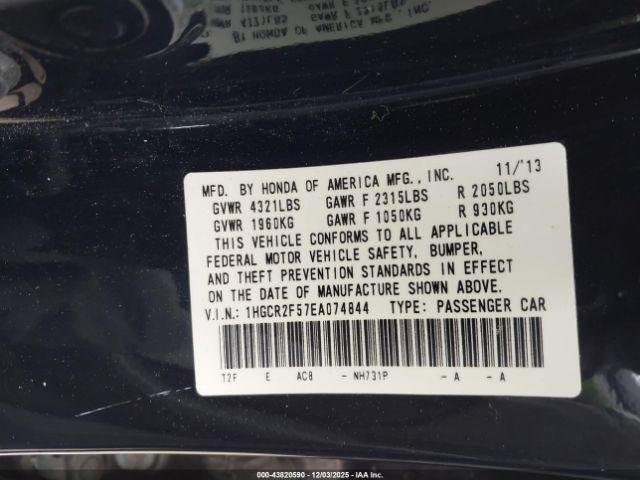 MFD. BY HONDA OF AMERICA MFG., INC. 11/'13
GVWR 4321LBS GAWR F 2315LBS R 2050LBS
GVWR 1960KG GAWR F 1050KG R 930KG
THIS VEHICLE CONFORMS TO ALL APPLICABLE
FEDERAL MOTOR VEHICLE SAFETY, BUMPER,
AND THEFT PREVENTION STANDARDS IN EFFECT
ON THE DATE OF MANUFACTURE SHOWN ABOVE.
V.I.N.: 1HGCR2F57EA074844 TYPE: PASSENGER CAR
T2F E AC8 - NH731P - A - A
000-43820590 - 12/03/2025 - IAAI.COM